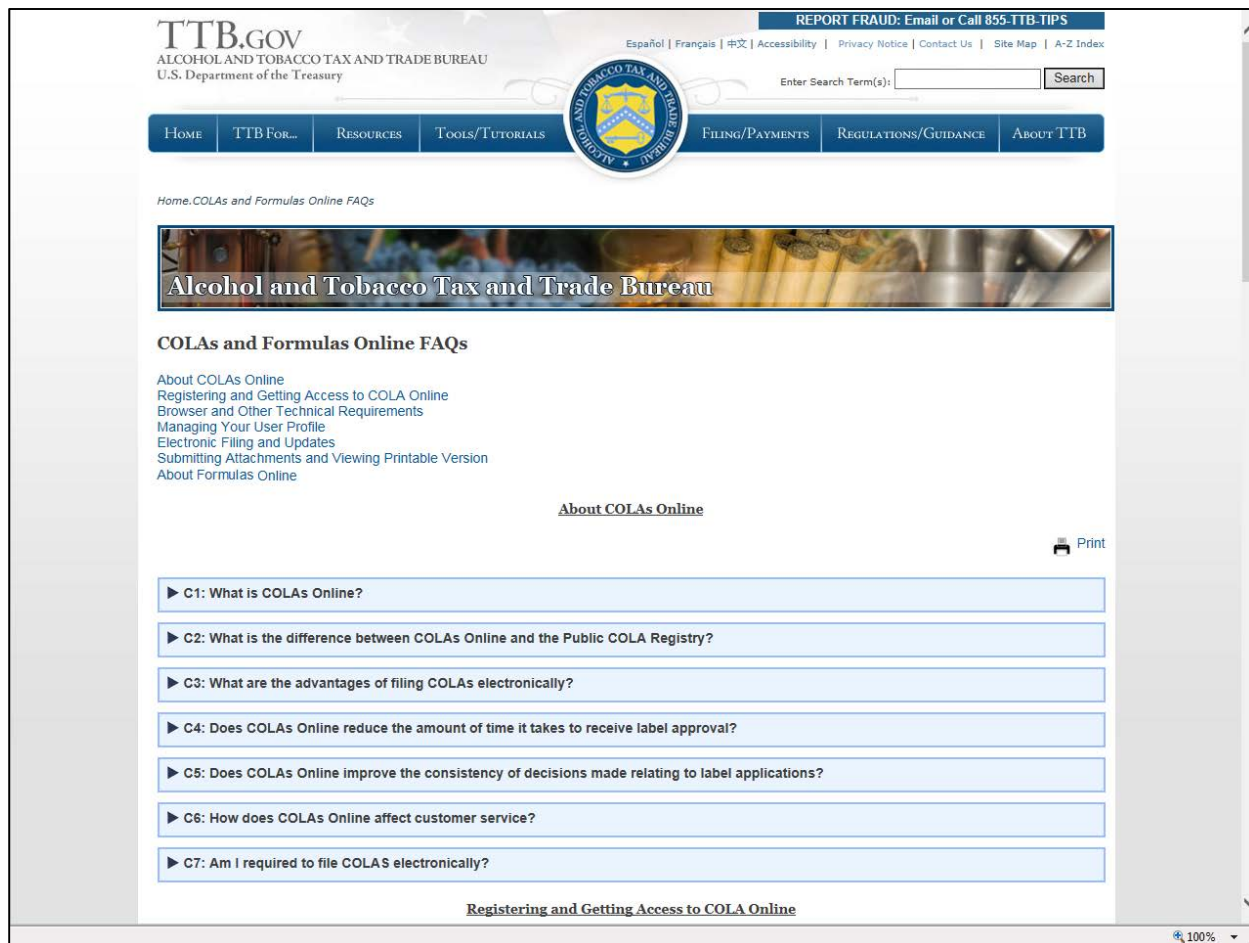 REPORT FRAUD: Email or Call 855-TTB-TIPS
TTB.GOV
ALCOHOL AND TOBACCO TAX AND TRADE BUREAU
U.S. Department of the Treasury
Español | Français | 中文 | Accessibility | Privacy Notice | Contact Us | Site Map | A-Z Index
Enter Search Term(s): Search
ALCOHOL AND TOBACCO TAX AND TRADE BUREAU
HOME TTB FOR... RESOURCES TOOLS/TUTORIALS FILING/PAYMENTS REGULATIONS/GUIDANCE ABOUT TTB
Home.COLAs and Formulas Online FAQs
Alcohol and Tobacco Tax and Trade Bureau
COLAs and Formulas Online FAQs
About COLAs Online
Registering and Getting Access to COLA Online
Browser and Other Technical Requirements
Managing Your User Profile
Electronic Filing and Updates
Submitting Attachments and Viewing Printable Version
About Formulas Online
About COLAs Online
Print
▶ C1: What is COLAs Online?
▶ C2: What is the difference between COLAs Online and the Public COLA Registry?
▶ C3: What are the advantages of filing COLAs electronically?
▶ C4: Does COLAs Online reduce the amount of time it takes to receive label approval?
▶ C5: Does COLAs Online improve the consistency of decisions made relating to label applications?
▶ C6: How does COLAs Online affect customer service?
▶ C7: Am I required to file COLAS electronically?
Registering and Getting Access to COLA Online
100%